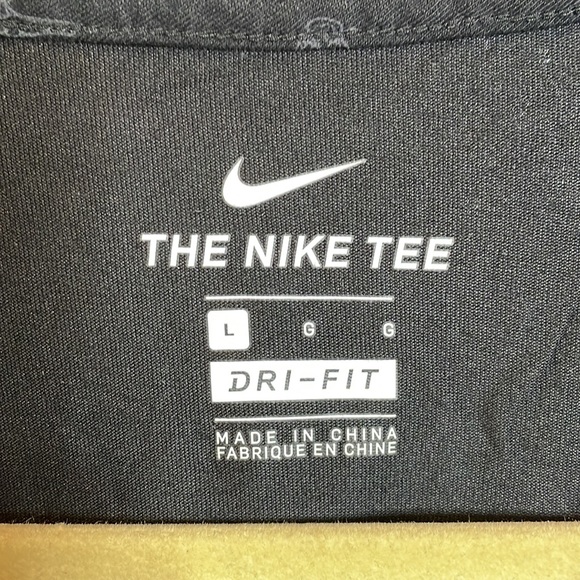 THE NIKE TEE
L G G
DRI-FIT
MADE IN CHINA
FABRIQUE EN CHINE